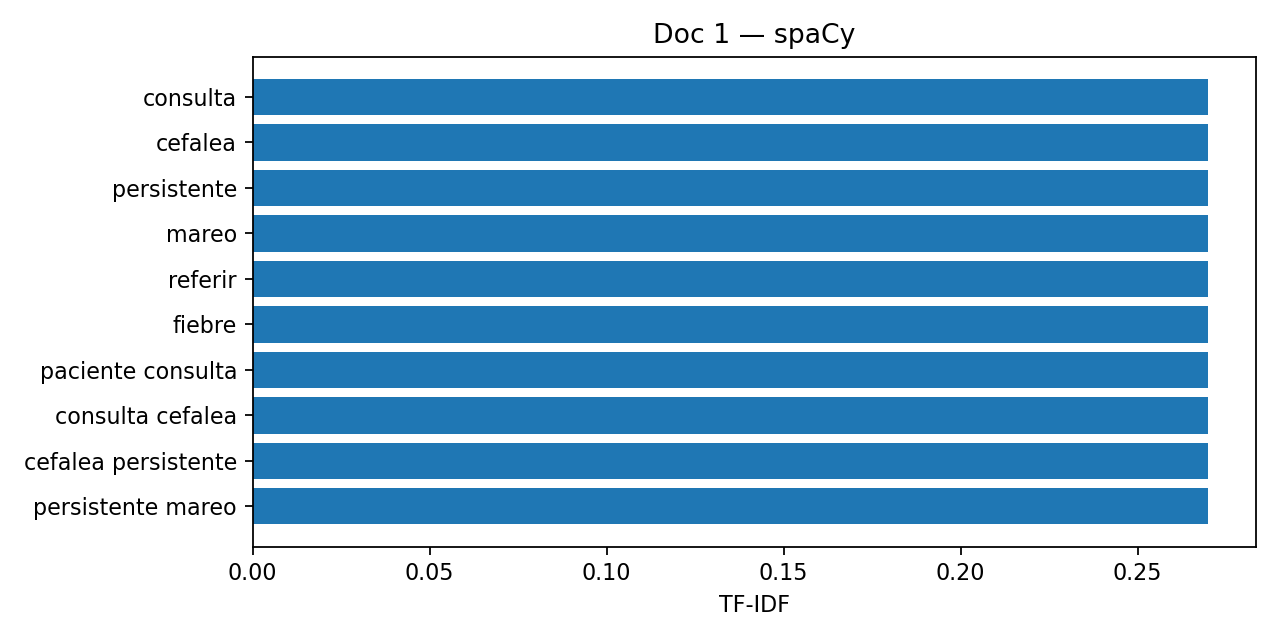 Doc 1 — spaCy
consulta
cefalea
persistente
mareo
referir
fiebre
paciente consulta
consulta cefalea
cefalea persistente
persistente mareo
0.00 0.05 0.10 0.15 0.20 0.25
TF-IDF